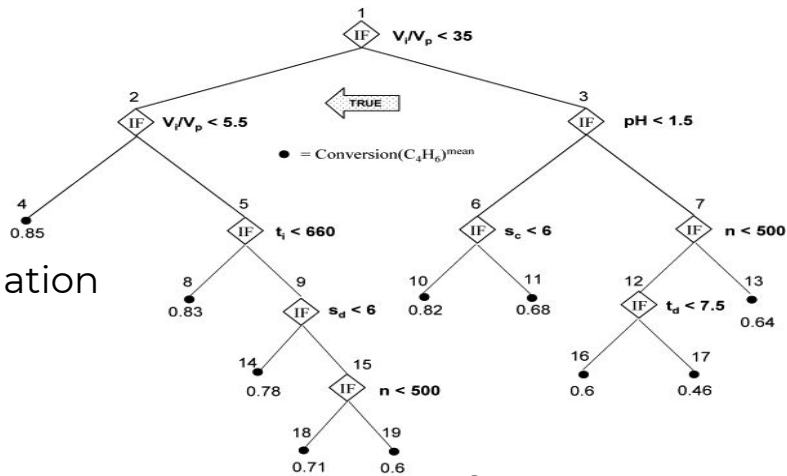 1
IF V_i/V_p < 35
2
3
IF V_i/V_p < 5.5
TRUE
IF pH < 1.5
● = Conversion(C₄H₆)^mean
4
5
6
7
0.85
IF t_i < 660
IF s_c < 6
IF n < 500
ation
8
9
10
11
12
13
0.83
IF s_d < 6
0.82
0.68
IF t_d < 7.5
0.64
14
15
16
17
0.78
IF n < 500
0.6
0.46
18
19
0.71
0.6